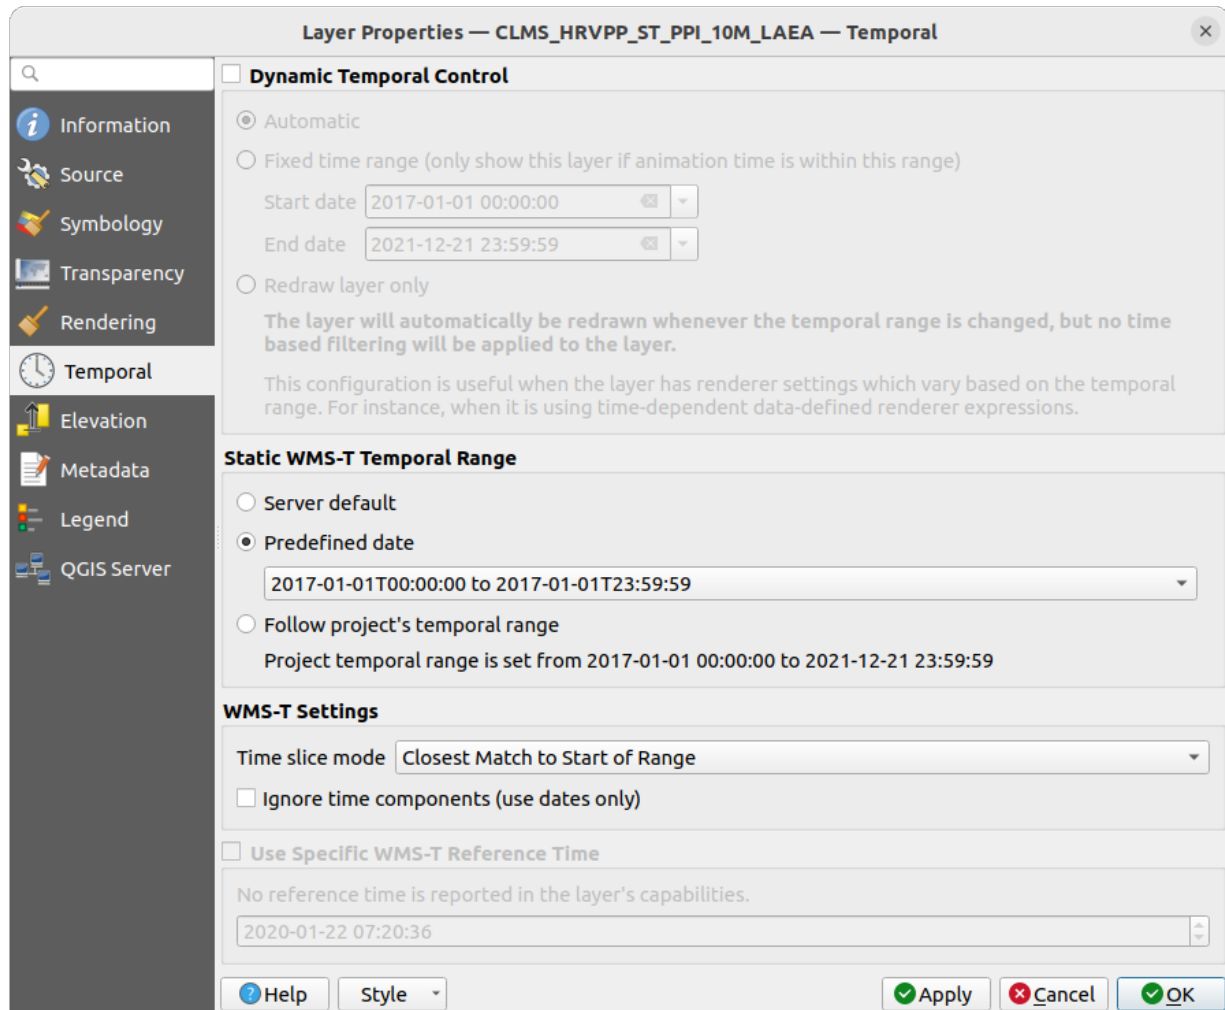 Layer Properties — CLMS_HRVPP_ST_PPI_10M_LAEA — Temporal
Information
Source
Symbology
Transparency
Rendering
Temporal
Elevation
Metadata
Legend
QGIS Server
Dynamic Temporal Control
Automatic
Fixed time range (only show this layer if animation time is within this range)
Start date 2017-01-01 00:00:00
End date 2021-12-21 23:59:59
Redraw layer only
The layer will automatically be redrawn whenever the temporal range is changed, but no time
based filtering will be applied to the layer.
This configuration is useful when the layer has renderer settings which vary based on the temporal
range. For instance, when it is using time-dependent data-defined renderer expressions.
Static WMS-T Temporal Range
Server default
Predefined date
2017-01-01T00:00:00 to 2017-01-01T23:59:59
Follow project's temporal range
Project temporal range is set from 2017-01-01 00:00:00 to 2021-12-21 23:59:59
WMS-T Settings
Time slice mode Closest Match to Start of Range
Ignore time components (use dates only)
Use Specific WMS-T Reference Time
No reference time is reported in the layer's capabilities.
2020-01-22 07:20:36
Help Style Apply Cancel OK